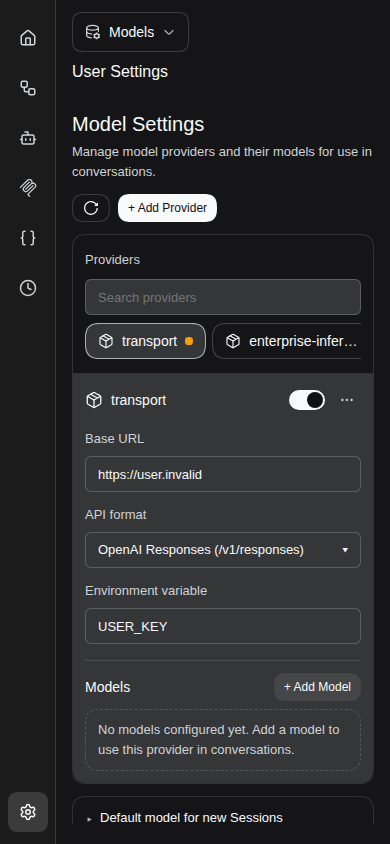 Models
User Settings
Model Settings
Manage model providers and their models for use in
conversations.
+ Add Provider
Providers
Search providers
transport
enterprise-infer…
transport
Base URL
https://user.invalid
API format
OpenAI Responses (/v1/responses)
Environment variable
USER_KEY
Models
+ Add Model
No models configured yet. Add a model to
use this provider in conversations.
Default model for new Sessions